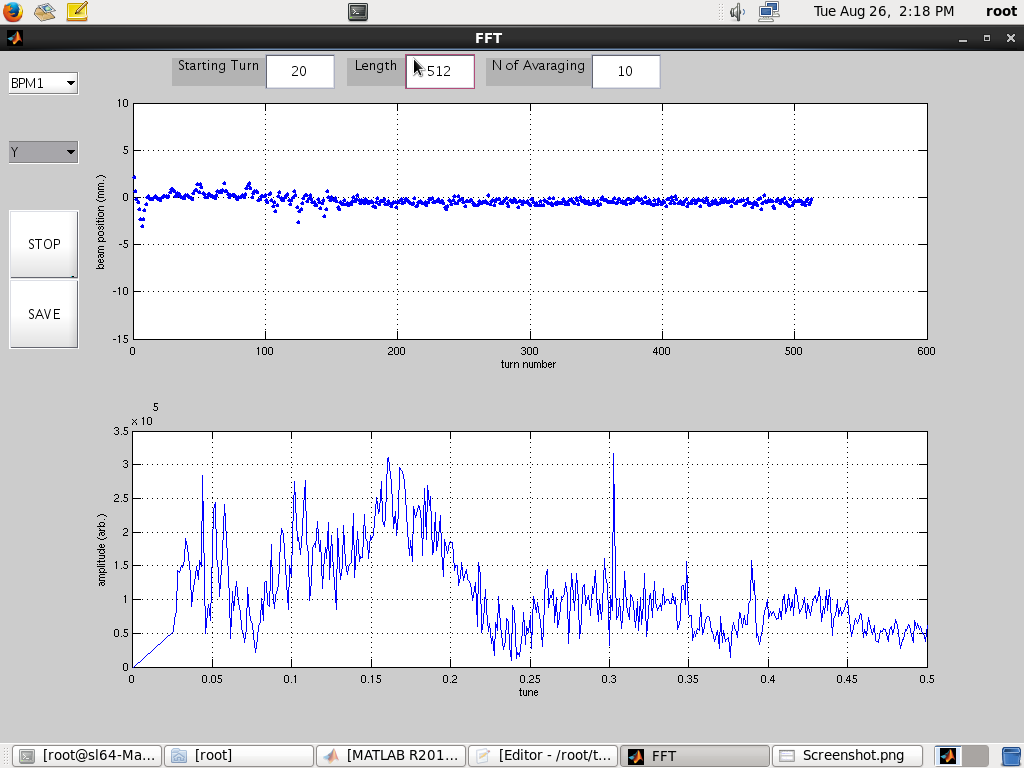 Tue Aug 26, 2:18 PM root
FFT
BPM1
Starting Turn 20 Length 512 N of Avaraging 10
Y
STOP
SAVE
10
5
0
-5
-10
-15
beam position (mm.)
0 100 200 300 400 500 600
turn number
x 10 5
3.5
3
2.5
2
1.5
1
0.5
0
amplitude (arb.)
0 0.05 0.1 0.15 0.2 0.25 0.3 0.35 0.4 0.45 0.5
tune
[root@sl64-Ma... [root] [MATLAB R201... [Editor - /root/t... FFT Screenshot.png